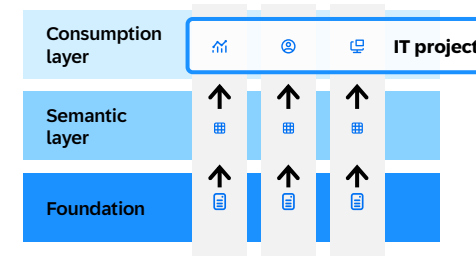 Consumption
layer
IT project
Semantic
layer
Foundation